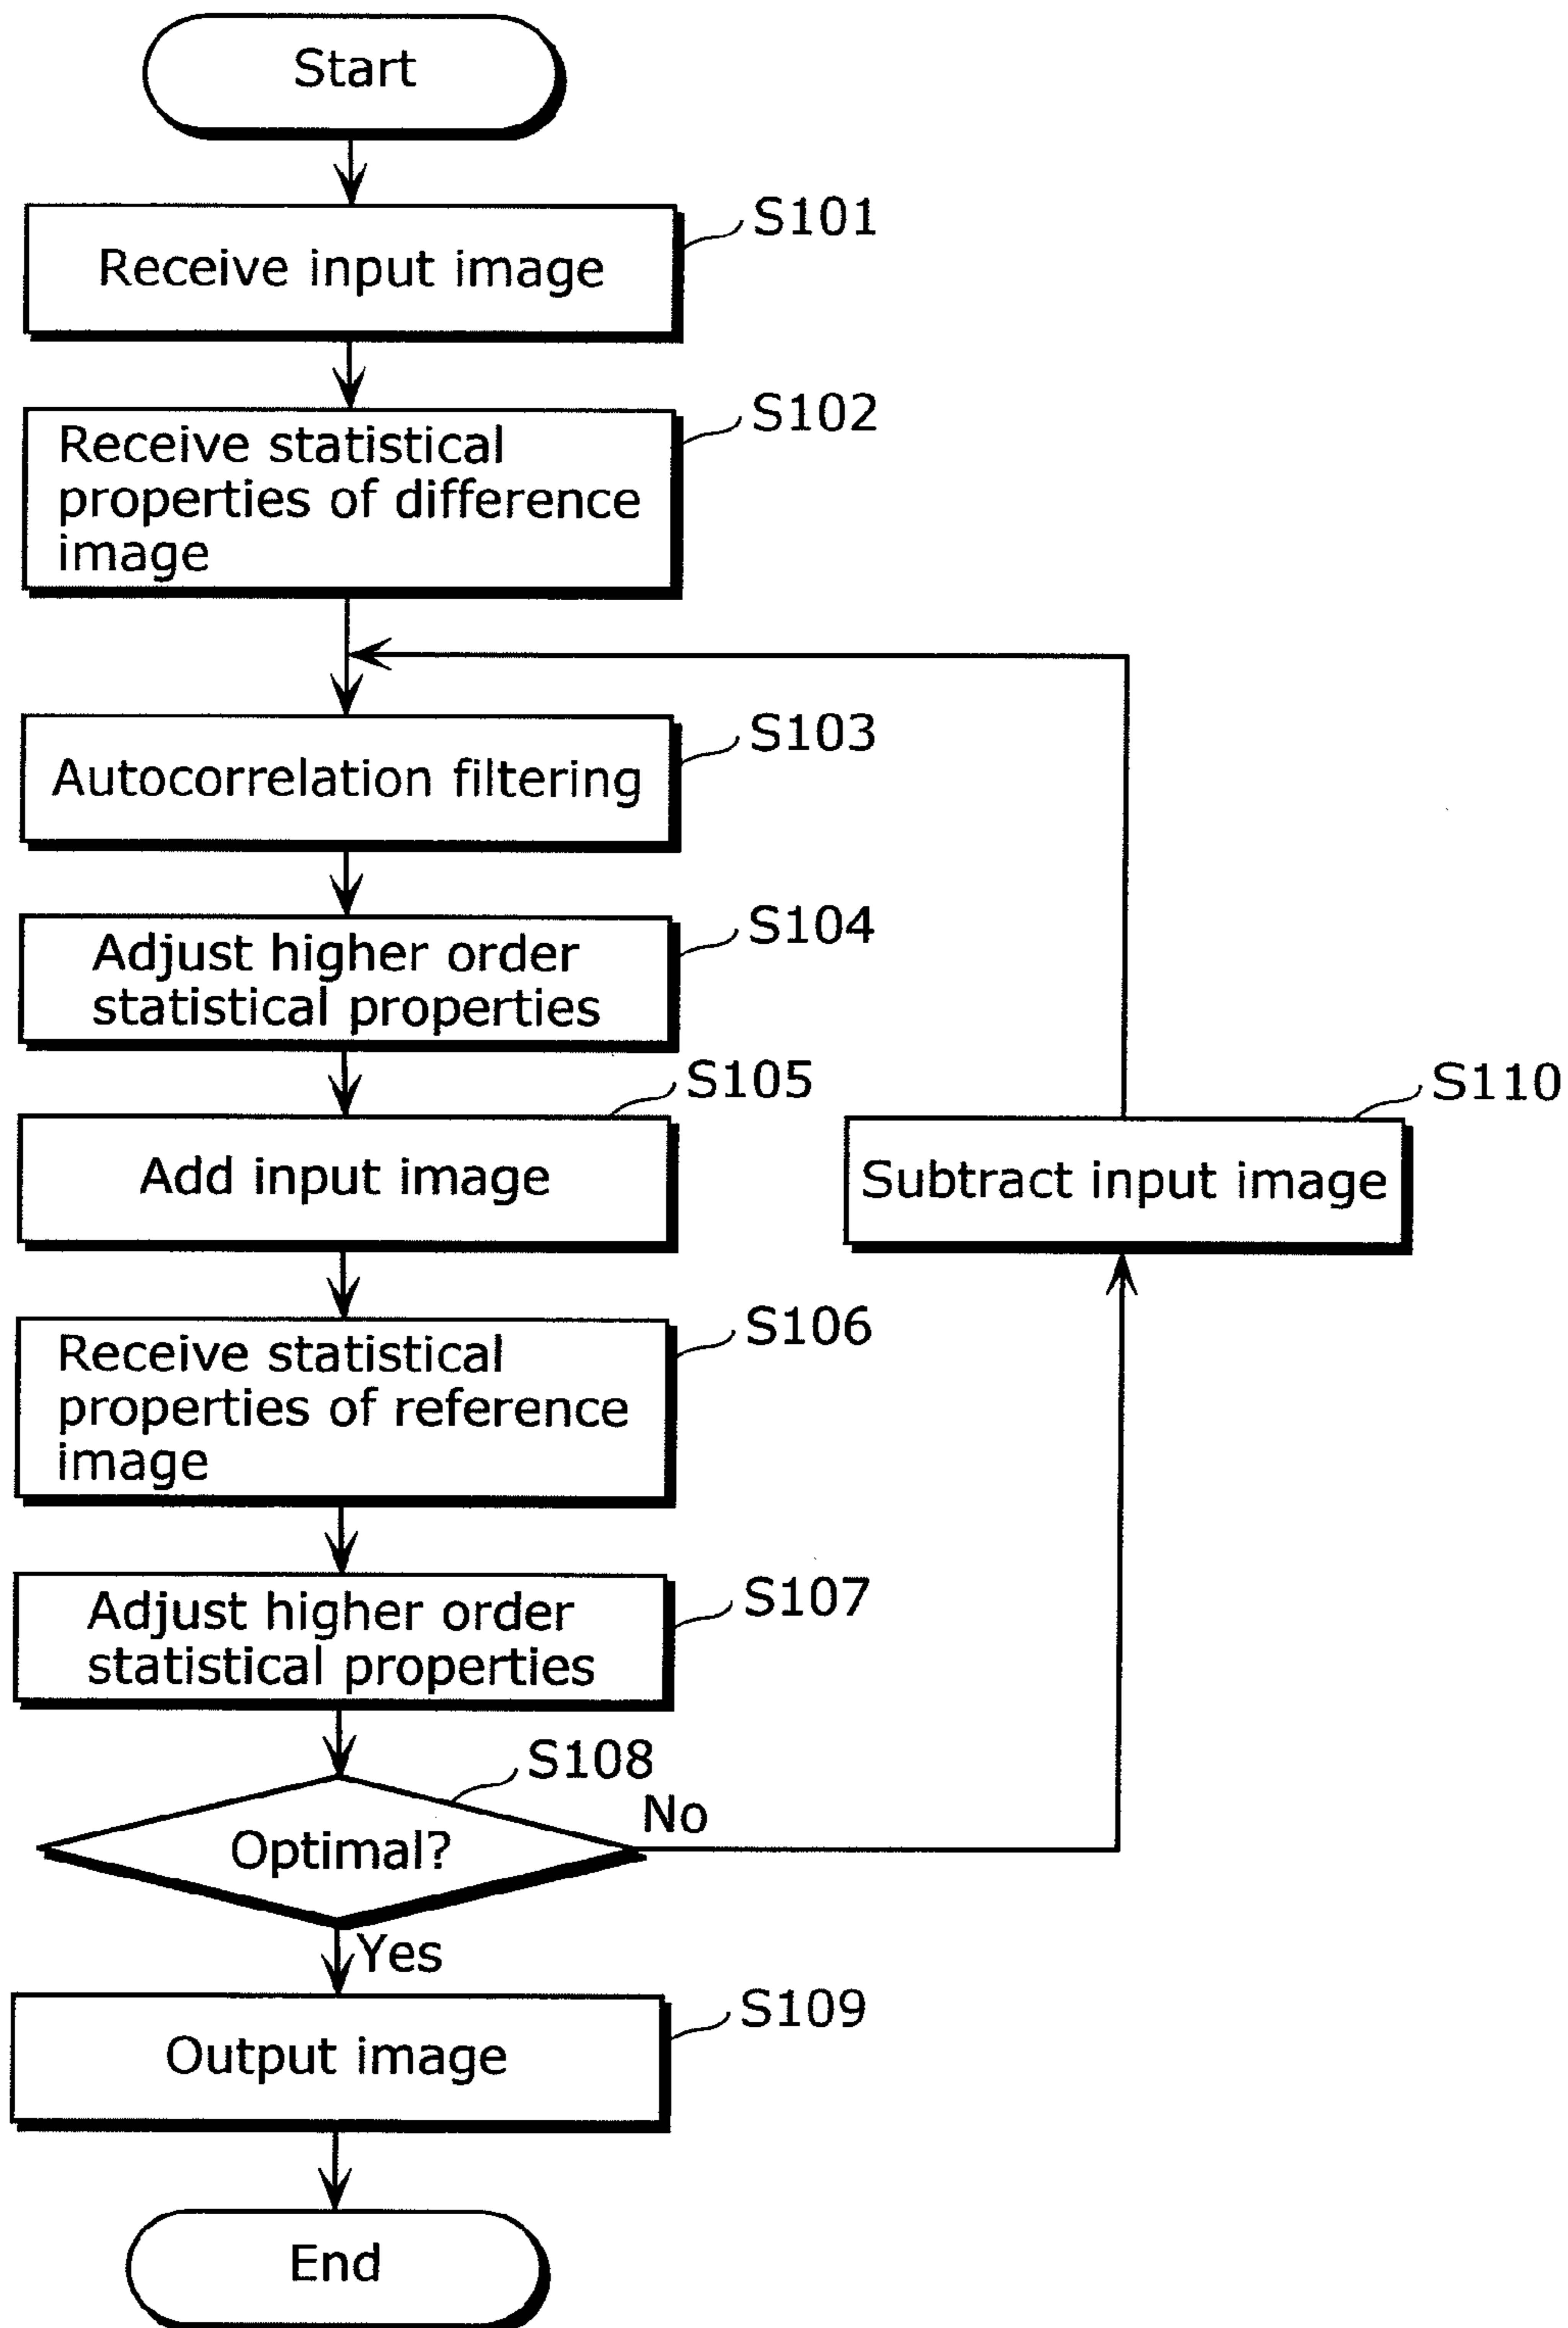 Start
S101
Receive input image
S102
Receive statistical
properties of difference
image
S103
Autocorrelation filtering
S104
Adjust higher order
statistical properties
S105
Add input image
S110
Subtract input image
S106
Receive statistical
properties of reference
image
S107
Adjust higher order
statistical properties
S108
Optimal?
No
Yes
S109
Output image
End